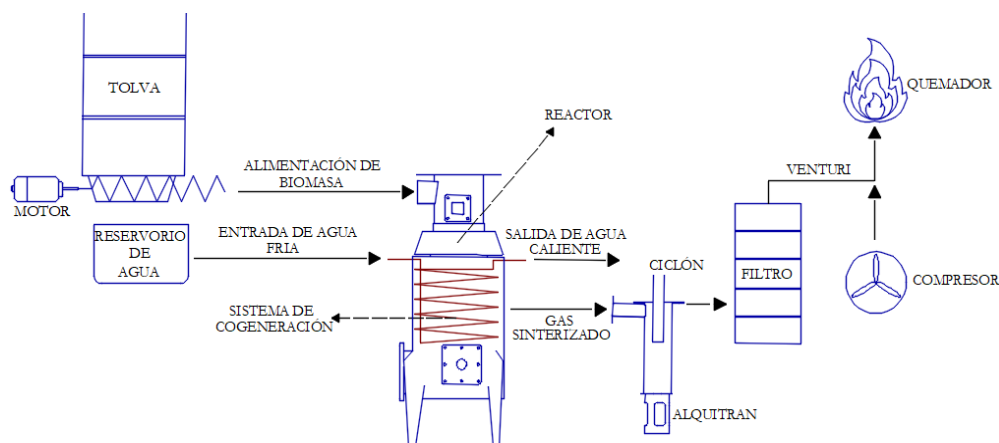 TOLVA
MOTOR
ALIMENTACIÓN DE
BIOMASA
REACTOR
QUEMADOR
VENTURI
RESERVORIO
DE
AGUA
ENTRADA DE AGUA
FRIA
SALIDA DE AGUA
CALIENTE
CICLÓN
FILTRO
COMPRESOR
SISTEMA DE
COGENERACIÓN
GAS
SINTERIZADO
ALQUITRAN